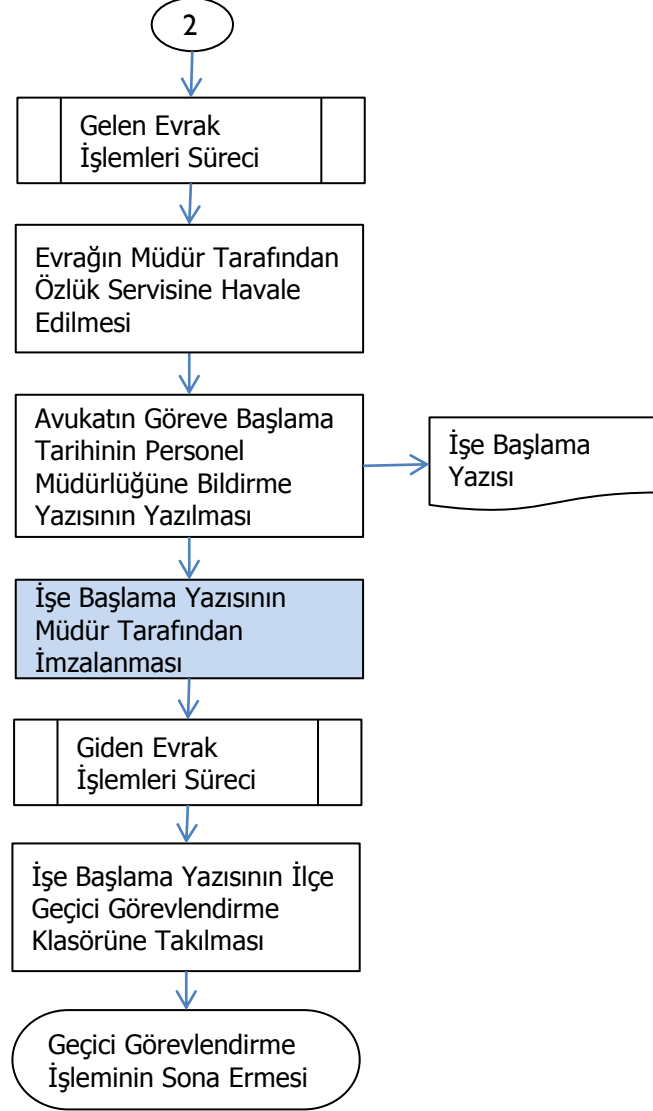 2
Gelen Evrak
İşlemleri Süreci
Evrağın Müdür Tarafından
Özlük Servisine Havale
Edilmesi
Avukatın Göreve Başlama
Tarihinin Personel
Müdürlüğüne Bildirme
Yazısının Yazılması
İşe Başlama
Yazısı
İşe Başlama Yazısının
Müdür Tarafından
İmzalanması
Giden Evrak
İşlemleri Süreci
İşe Başlama Yazısının İlçe
Geçici Görevlendirme
Klasörüne Takılması
Geçici Görevlendirme
İşleminin Sona Ermesi